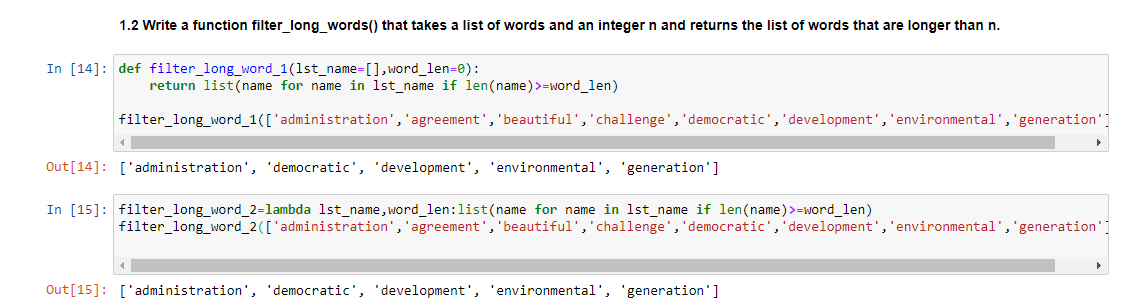 1.2 Write a function filter_long_words() that takes a list of words and an integer n and returns the list of words that are longer than n.
In [14]: def filter_long_word_1(lst_name=[],word_len=0):
return list(name for name in lst_name if len(name)>=word_len)
filter_long_word_1(['administration','agreement','beautiful','challenge','democratic','development','environmental','generation']
Out[14]: ['administration', 'democratic', 'development', 'environmental', 'generation']
In [15]: filter_long_word_2=lambda lst_name,word_len:list(name for name in lst_name if len(name)>=word_len)
filter_long_word_2(['administration','agreement','beautiful','challenge','democratic','development','environmental','generation']
Out[15]: ['administration', 'democratic', 'development', 'environmental', 'generation']